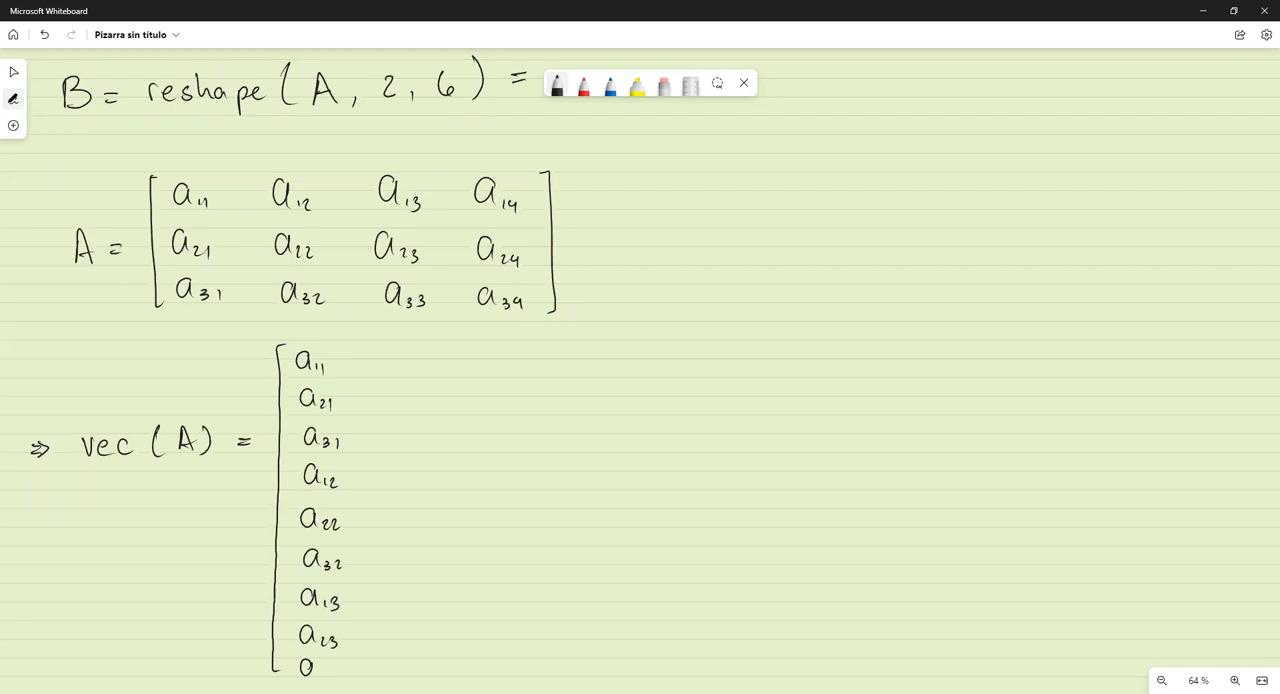 Microsoft Whiteboard
Pizarra sin título
B = reshape (A, 2, 6) =
a₁₁ a₁₂ a₁₃ a₁₄
A = a₂₁ a₂₂ a₂₃ a₂₄
a₃₁ a₃₂ a₃₃ a₃₄
a₁₁
a₂₁
⇒ vec (A) = a₃₁
a₁₂
a₂₂
a₃₂
a₁₃
a₂₃
64 %